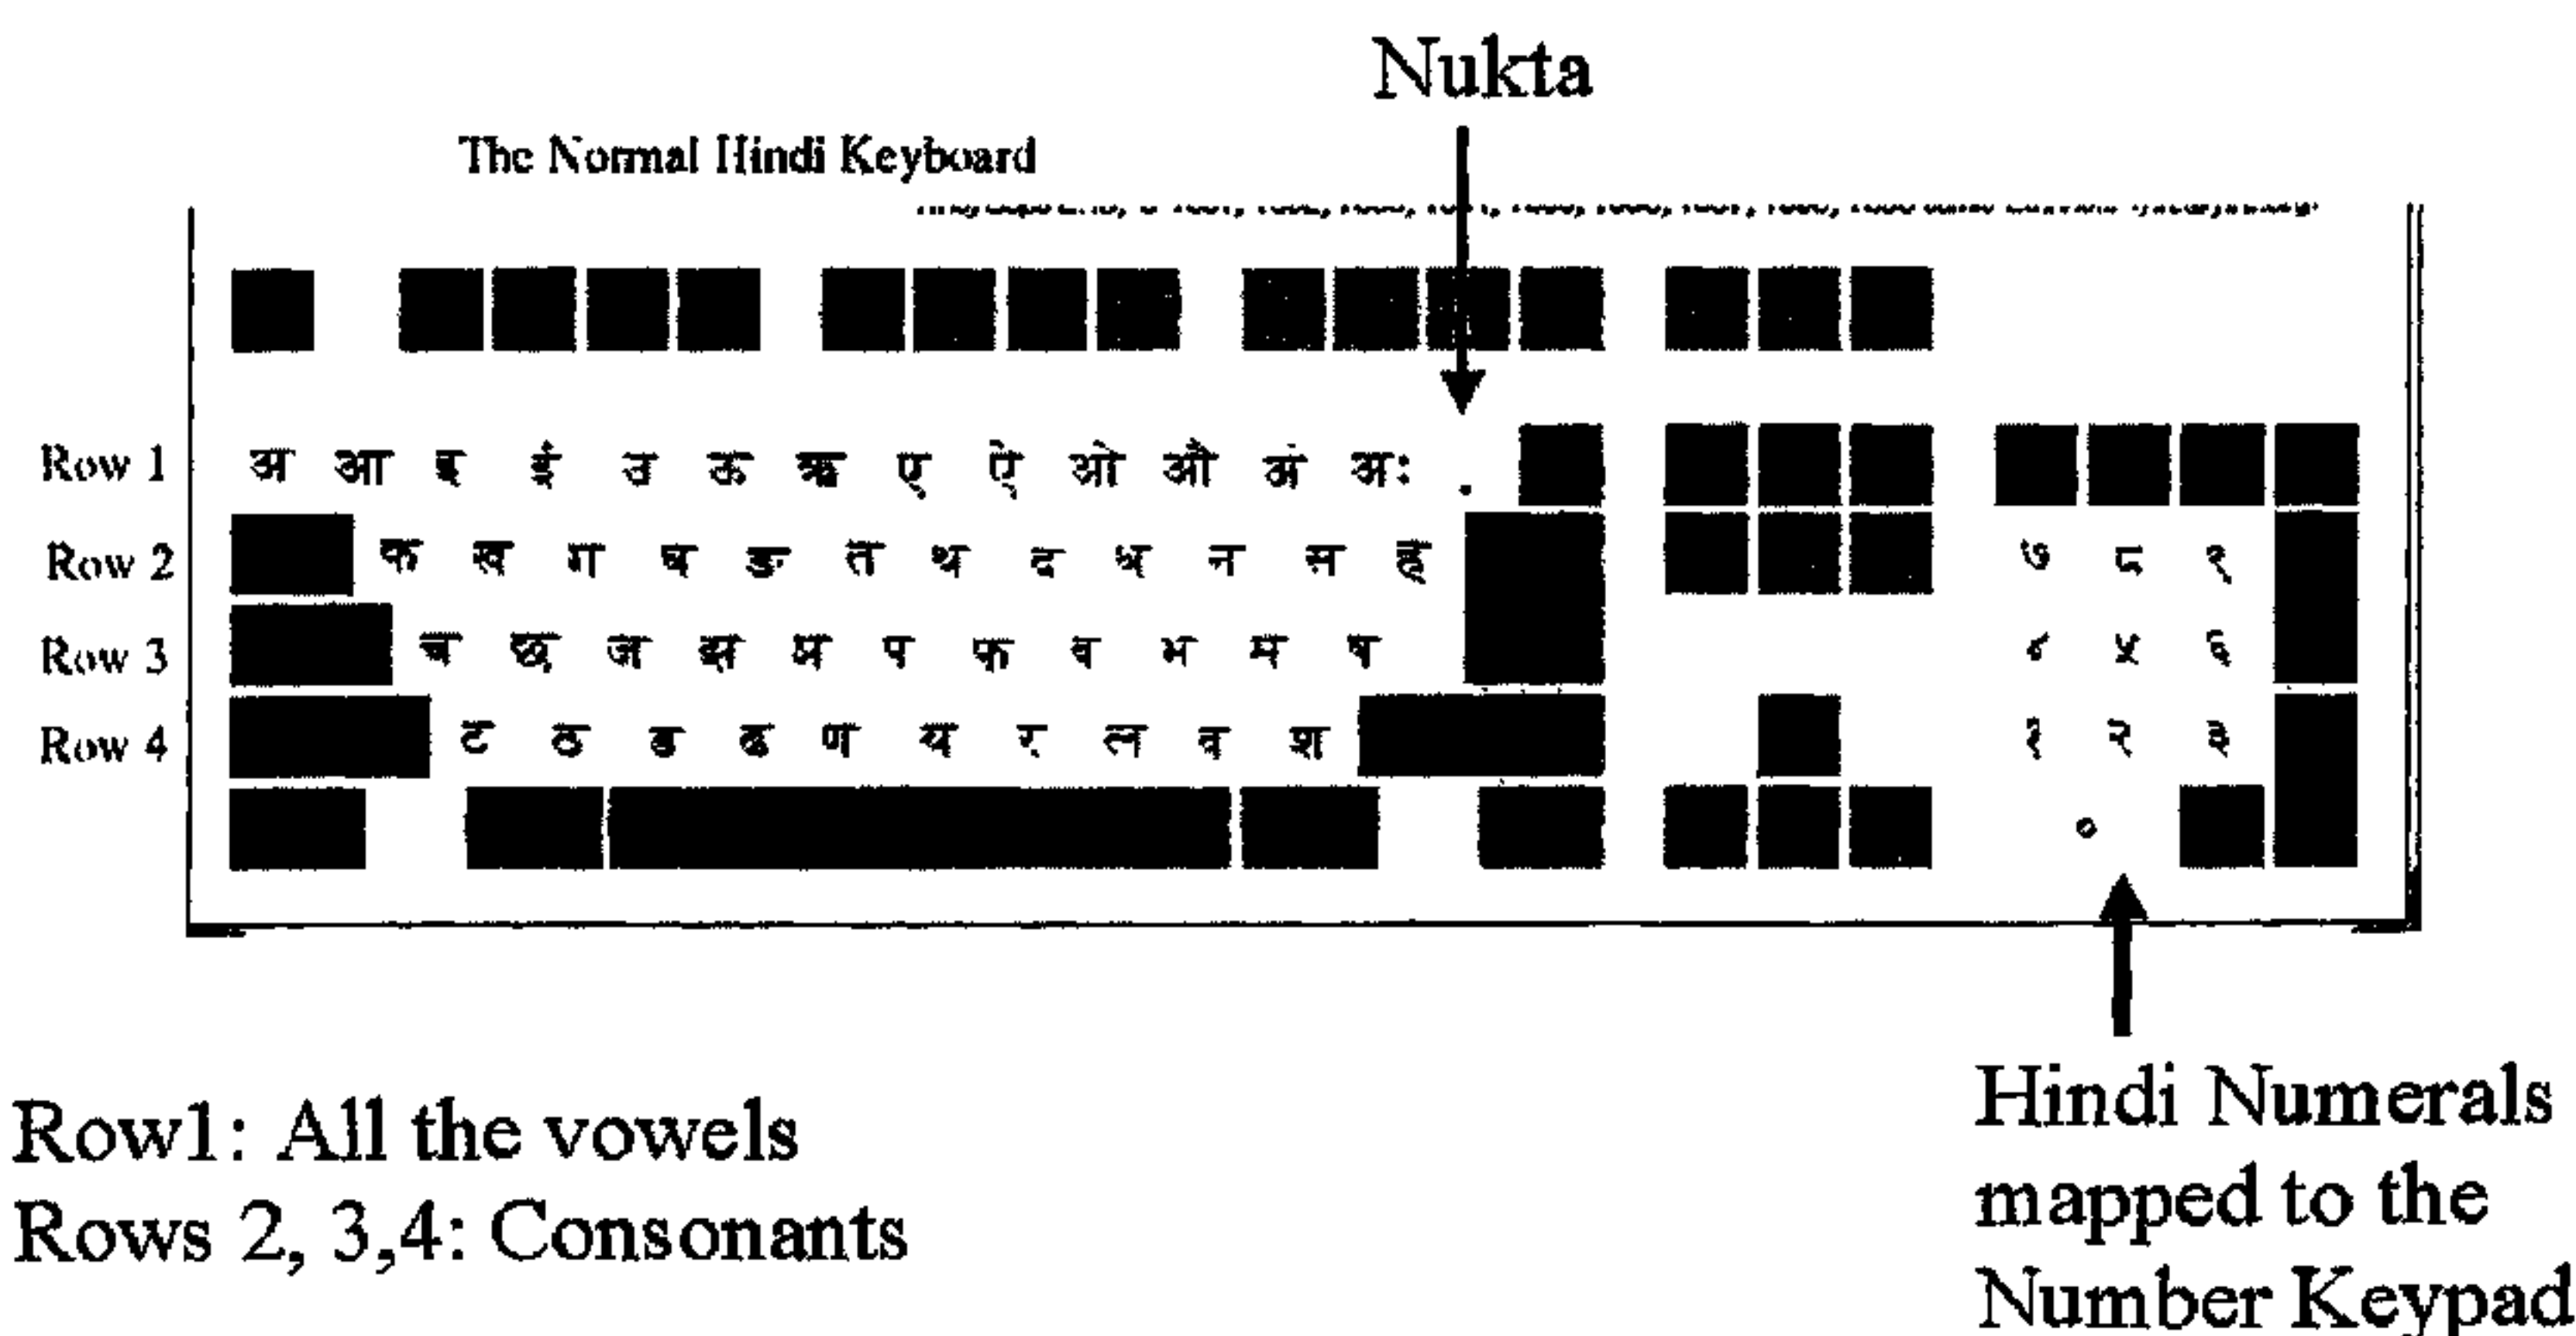 Nukta
The Normal Hindi Keyboard
Row 1 अ आ इ ई उ ऊ ऋ ए ऐ ओ औ अं अः .
Row 2 क ख ग घ ङ त थ द ध न स ह ७ ८ ९
Row 3 च छ ज झ ञ प फ ब भ म ष ४ ५ ६
Row 4 ट ठ ड ढ ण य र ल व श १ २ ३
०
Row1: All the vowels
Rows 2, 3,4: Consonants
Hindi Numerals
mapped to the
Number Keypad